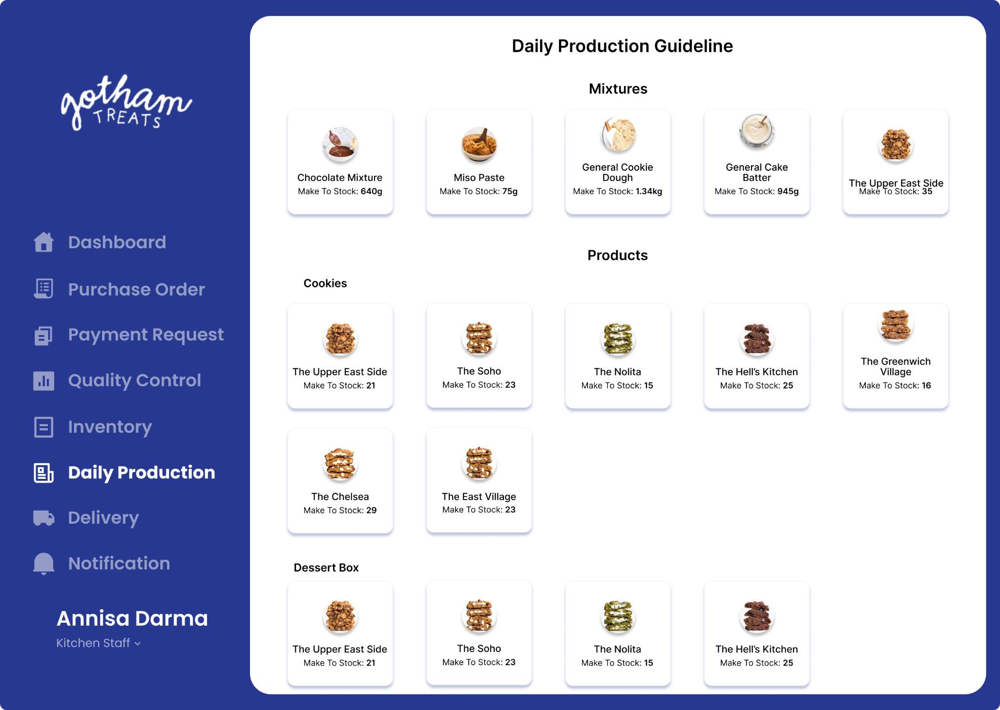 gotham
TREATS
Dashboard
Purchase Order
Payment Request
Quality Control
Inventory
Daily Production
Delivery
Notification
Annisa Darma
Kitchen Staff
Daily Production Guideline
Mixtures
Chocolate Mixture
Make To Stock: 640g
Miso Paste
Make To Stock: 75g
General Cookie
Dough
Make To Stock: 1.34kg
General Cake
Batter
Make To Stock: 945g
The Upper East Side
Make To Stock: 35
Products
Cookies
The Upper East Side
Make To Stock: 21
The Soho
Make To Stock: 23
The Nolita
Make To Stock: 15
The Hell’s Kitchen
Make To Stock: 25
The Greenwich
Village
Make To Stock: 16
The Chelsea
Make To Stock: 29
The East Village
Make To Stock: 23
Dessert Box
The Upper East Side
Make To Stock: 21
The Soho
Make To Stock: 23
The Nolita
Make To Stock: 15
The Hell’s Kitchen
Make To Stock: 25